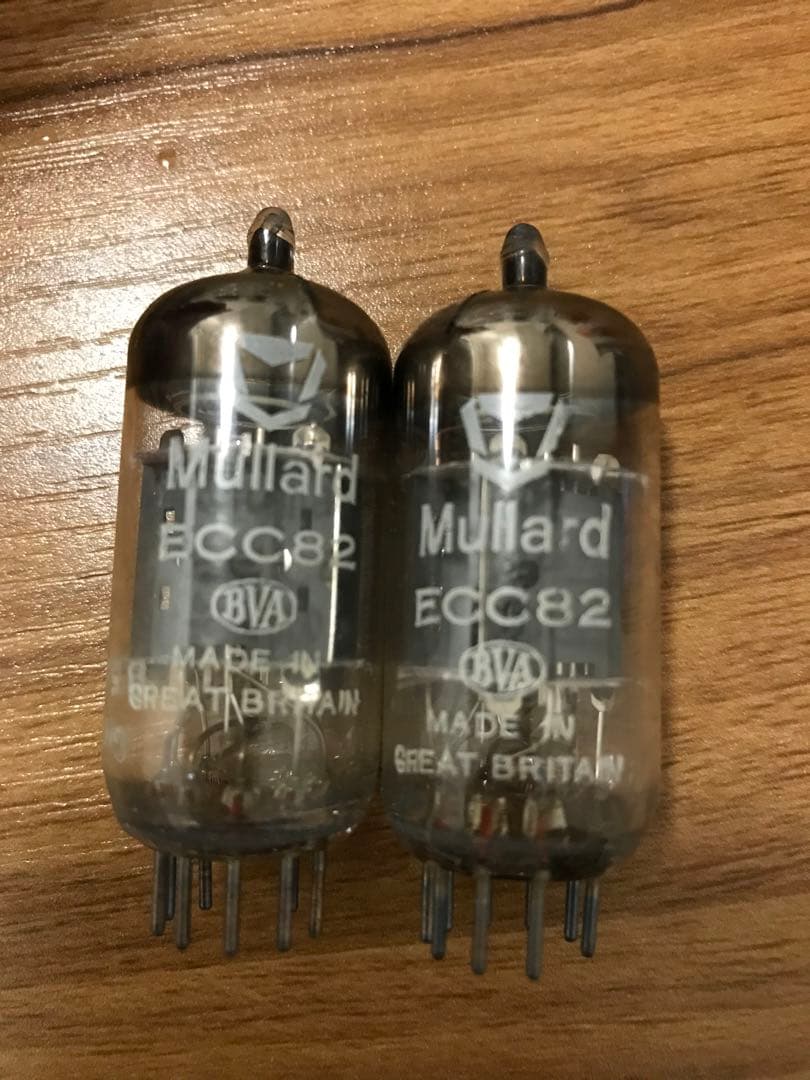 Mullard
ECC82
BVA
MADE IN
GREAT BRITAIN
Mullard
ECC82
BVA
MADE IN
GREAT BRITAIN